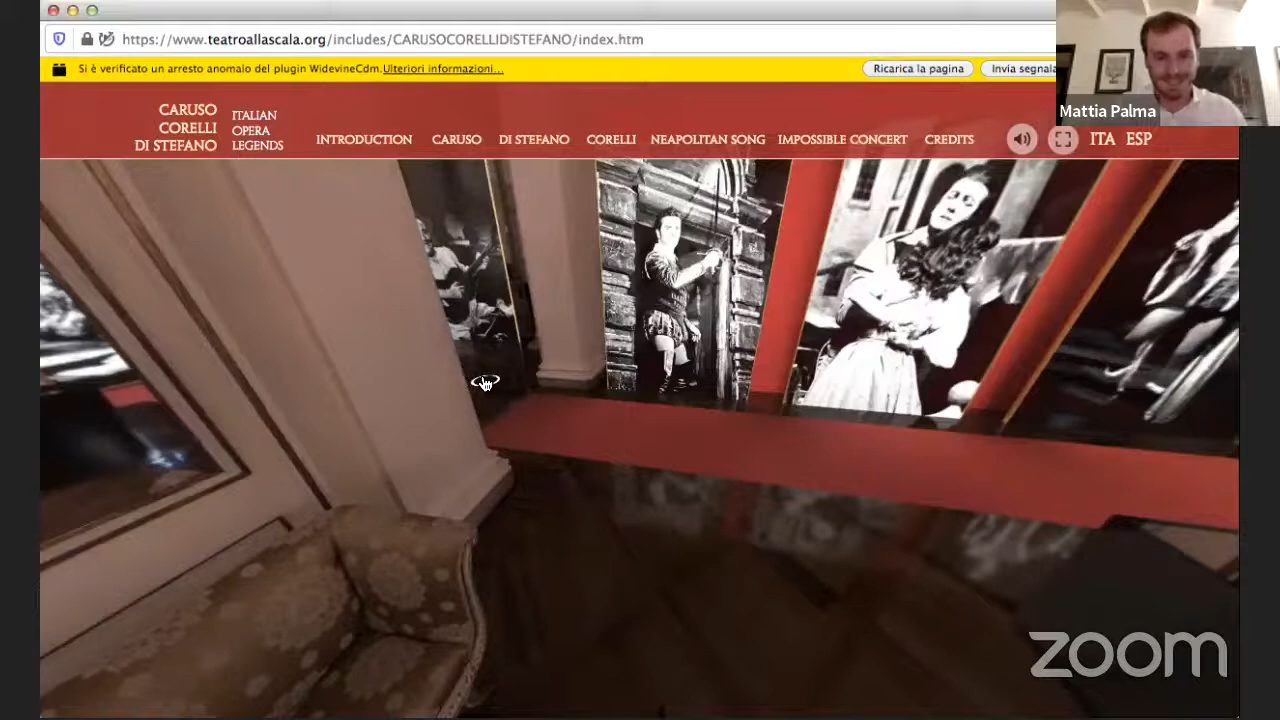 https://www.teatroallascala.org/includes/CARUSOCORELLIDISTEFANO/index.htm
Si è verificato un arresto anomalo del plugin WidevineCdm. Ulteriori informazioni...
Ricarica la pagina
Invia segnala
Mattia Palma
CARUSO
CORELLI
DI STEFANO
ITALIAN
OPERA
LEGENDS
INTRODUCTION
CARUSO
DI STEFANO
CORELLI
NEAPOLITAN SONG
IMPOSSIBLE CONCERT
CREDITS
ITA ESP
zoom